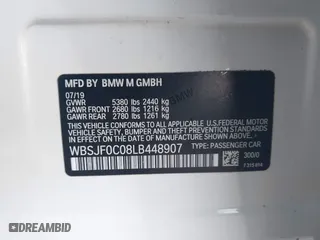 MFD BY BMW M GMBH
07/19
GVWR 5380 lbs 2440 kg
GAWR FRONT 2680 lbs 1216 kg
GAWR REAR 2780 lbs 1261 kg
THIS VEHICLE CONFORMS TO ALL APPLICABLE U.S. FEDERAL MOTOR
VEHICLE SAFETY, BUMPER, AND THEFT PREVENTION STANDARDS
IN EFFECT ON THE DATE OF MANUFACTURE SHOWN ABOVE.
WBSJF0C08LB448907 TYPE: PASSENGER CAR
300/0
DEALERSHIP.com